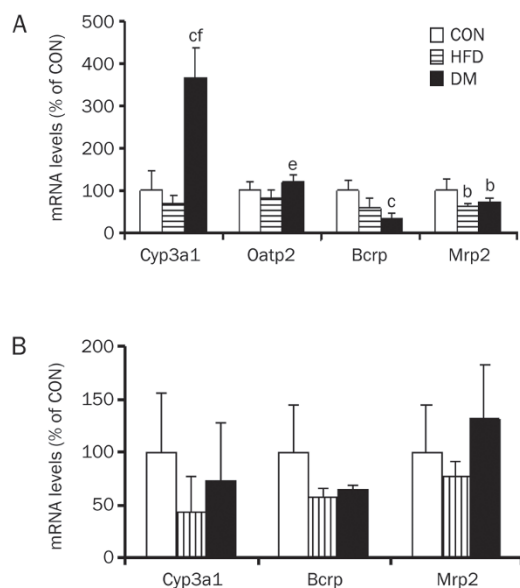 A
mRNA levels (% of CON)
500
400
300
200
100
0
CON
HFD
DM
cf
e
c
b
b
Cyp3a1 Oatp2 Bcrp Mrp2
B
mRNA levels (% of CON)
200
150
100
50
0
Cyp3a1 Bcrp Mrp2